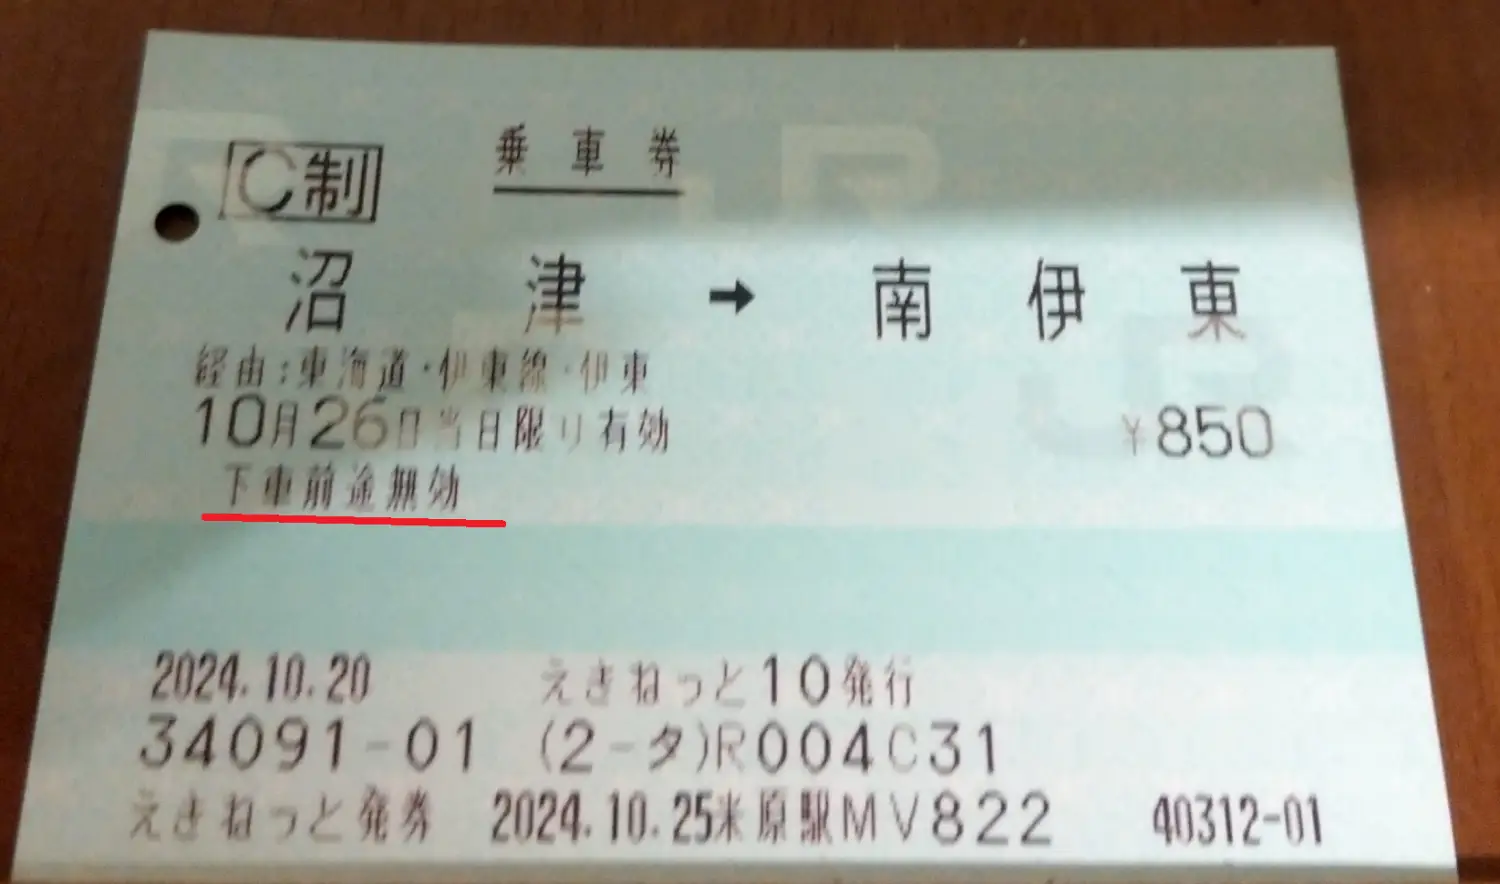 C制
乗車券
沼津 → 南伊東
経由:東海道・伊東線・伊東
10月26日当日限り有効 ¥850
下車前途無効
2024.10.20 えきねっと10発行
34091-01 (2-タ)R004C31
えきねっと発券 2024.10.25米原駅MV822 40312-01